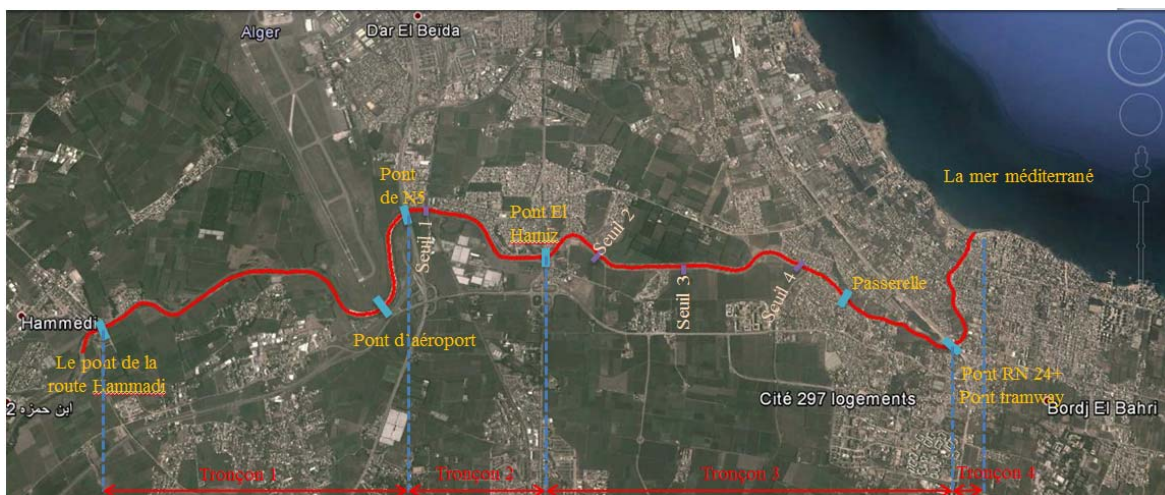 Dar El Beïda
Alger
Pont
de N5
La mer méditerrané
Pont El
Hamiz
Seuil 1
Seuil 2
Seuil 3
Seuil 4
Passerelle
Hammedi
Pont d'aéroport
Le pont de la
route Hammadi
Pont RN 24+
Pont tramway
Cité 297 logements
Bordj El Bahri
ابن حمزه 2
Tronçon 1
Tronçon 2
Tronçon 3
Tronçon 4